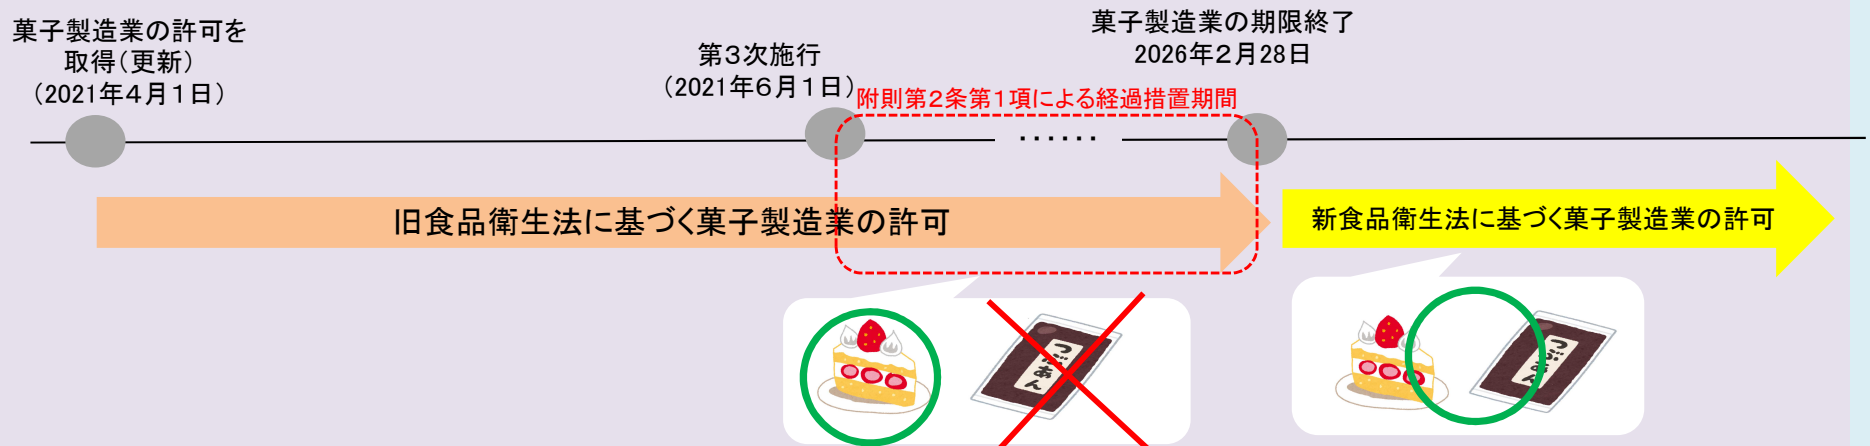 菓子製造業の許可を
取得（更新）
（2021年４月１日）
第３次施行
（2021年６月１日）
菓子製造業の期限終了
2026年２月28日
附則第２条第１項による経過措置期間
……
旧食品衛生法に基づく菓子製造業の許可
新食品衛生法に基づく菓子製造業の許可
つぶあん
つぶあん